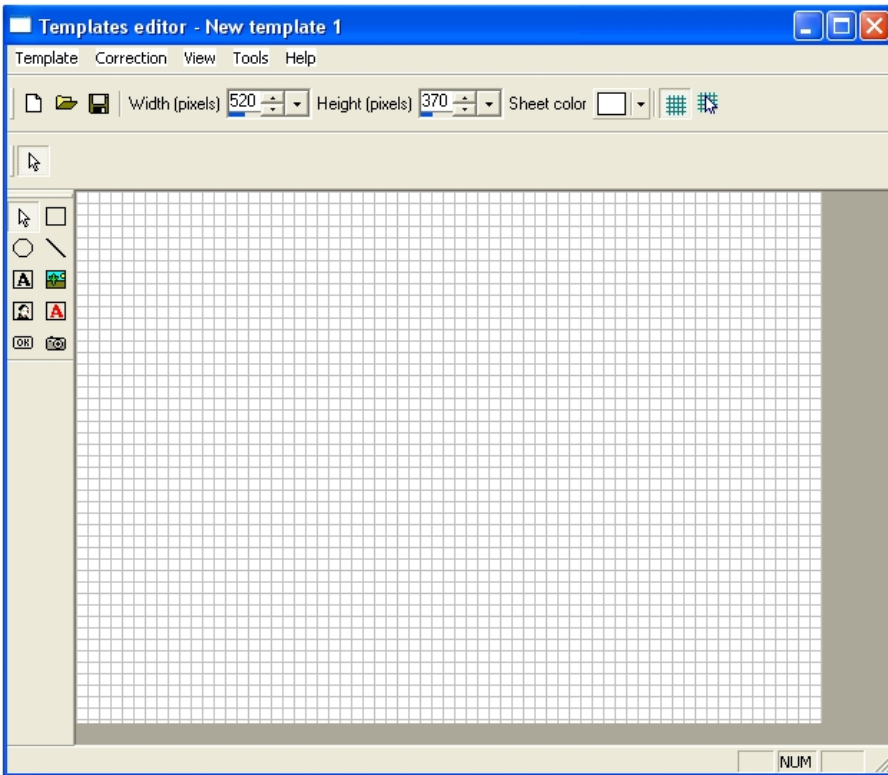 Templates editor - New template 1
Template Correction View Tools Help
Width (pixels) 520 Height (pixels) 370 Sheet color
A
A
OK
NUM